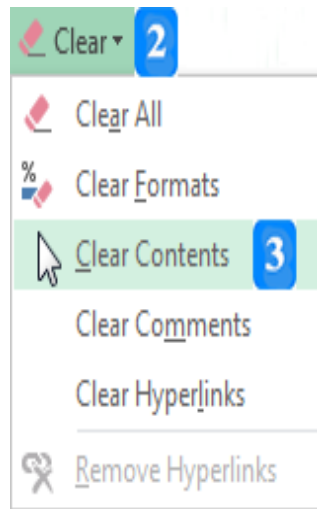 Clear 2
Clear All
% Clear Formats
Clear Contents 3
Clear Comments
Clear Hyperlinks
Remove Hyperlinks